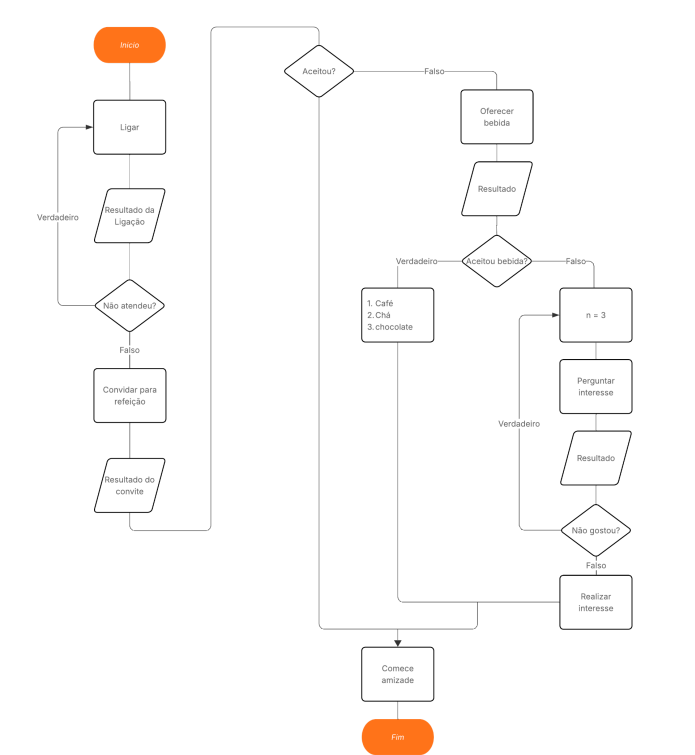 Início
Ligar
Verdadeiro
Resultado da
Ligação
Não atendeu?
Falso
Convidar para
refeição
Resultado do
convite
Aceitou?
Falso
Oferecer
bebida
Resultado
Aceitou bebida?
Verdadeiro
Falso
1. Café
2. Chá
3. chocolate
n = 3
Perguntar
interesse
Verdadeiro
Resultado
Não gostou?
Falso
Realizar
interesse
Comece
amizade
Fim